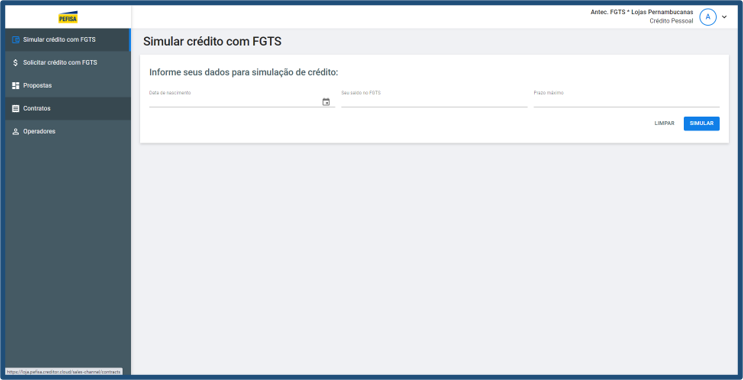 PEFISA
Antec. FGTS * Lojas Pernambucanas
Crédito Pessoal
A
Simular crédito com FGTS
Solicitar crédito com FGTS
Propostas
Contratos
Operadores
Simular crédito com FGTS
Informe seus dados para simulação de crédito:
Data de nascimento
Seu saldo no FGTS
Prazo máximo
LIMPAR
SIMULAR
https://loja.pefisa.creditor.cloud/sales-channel/contracts